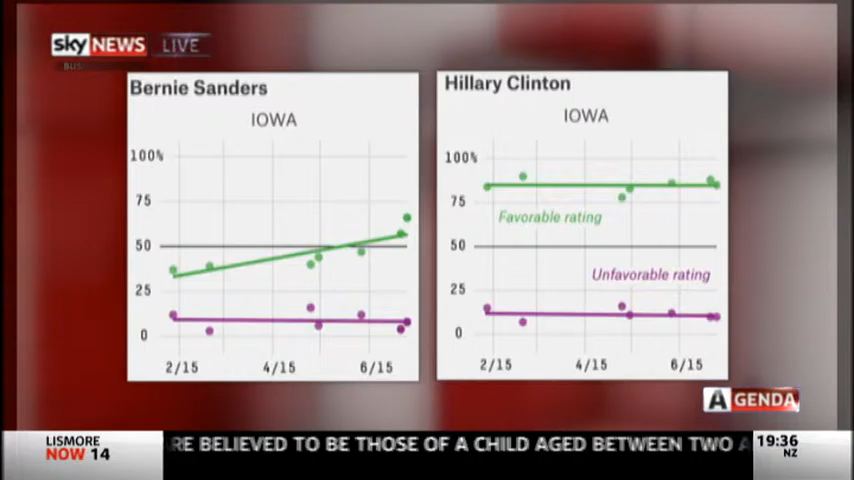 sky NEWS LIVE
BUS
Bernie Sanders
IOWA
100%
75
50
25
0
2/15 4/15 6/15
Hillary Clinton
IOWA
100%
75
Favorable rating
50
Unfavorable rating
25
0
2/15 4/15 6/15
AGENDA
LISMORE
NOW 14
RE BELIEVED TO BE THOSE OF A CHILD AGED BETWEEN TWO A
19:36
NZ